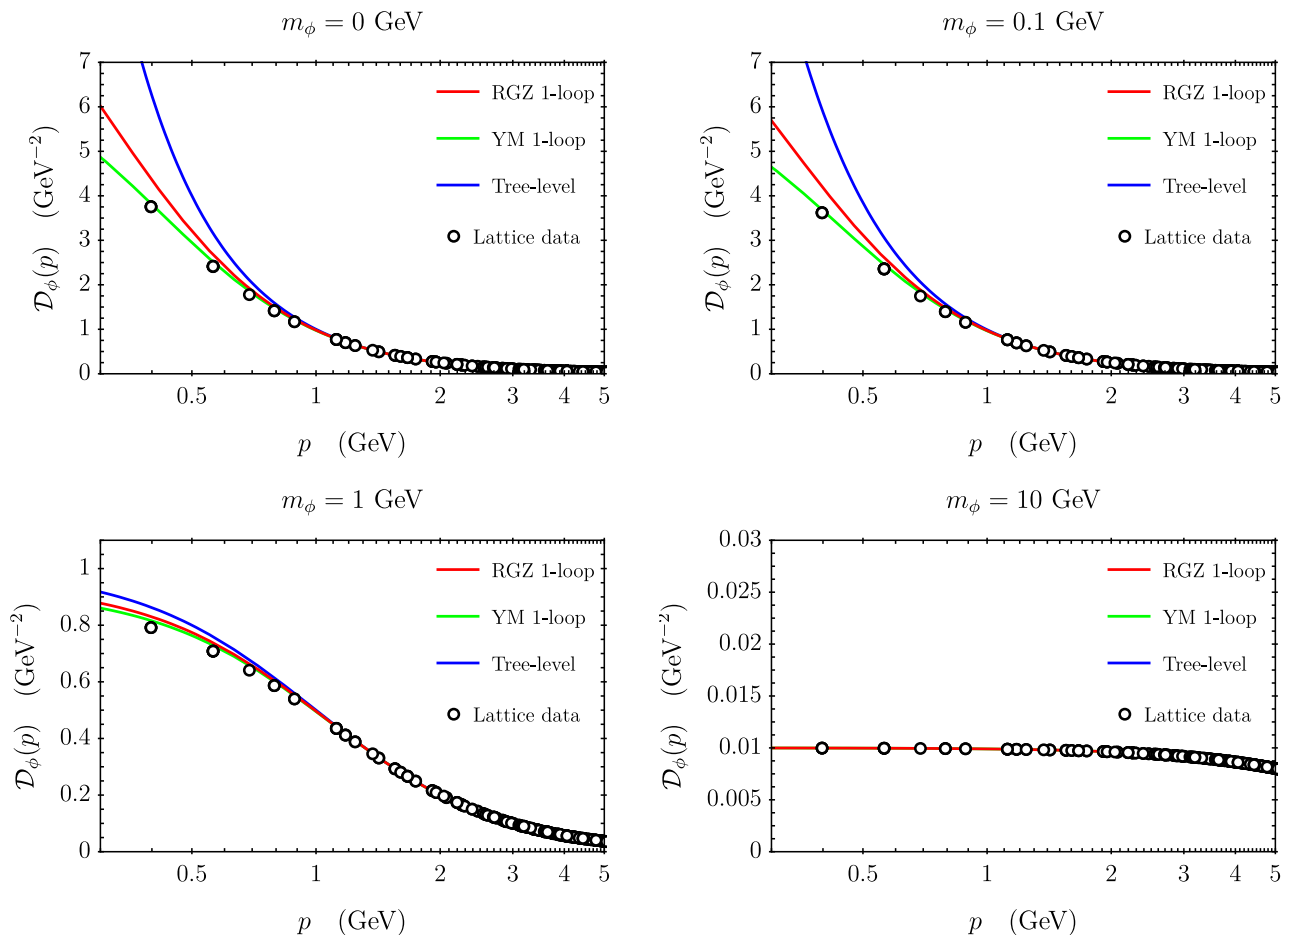 m_ϕ = 0 GeV
7
6
5
4
3
2
1
0
𝒟_ϕ(p) (GeV⁻²)
RGZ 1-loop
YM 1-loop
Tree-level
Lattice data
0.5 1 2 3 4 5
p (GeV)
m_ϕ = 0.1 GeV
7
6
5
4
3
2
1
0
𝒟_ϕ(p) (GeV⁻²)
RGZ 1-loop
YM 1-loop
Tree-level
Lattice data
0.5 1 2 3 4 5
p (GeV)
m_ϕ = 1 GeV
1
0.8
0.6
0.4
0.2
0
𝒟_ϕ(p) (GeV⁻²)
RGZ 1-loop
YM 1-loop
Tree-level
Lattice data
0.5 1 2 3 4 5
p (GeV)
m_ϕ = 10 GeV
0.03
0.025
0.02
0.015
0.01
0.005
0
𝒟_ϕ(p) (GeV⁻²)
RGZ 1-loop
YM 1-loop
Tree-level
Lattice data
0.5 1 2 3 4 5
p (GeV)